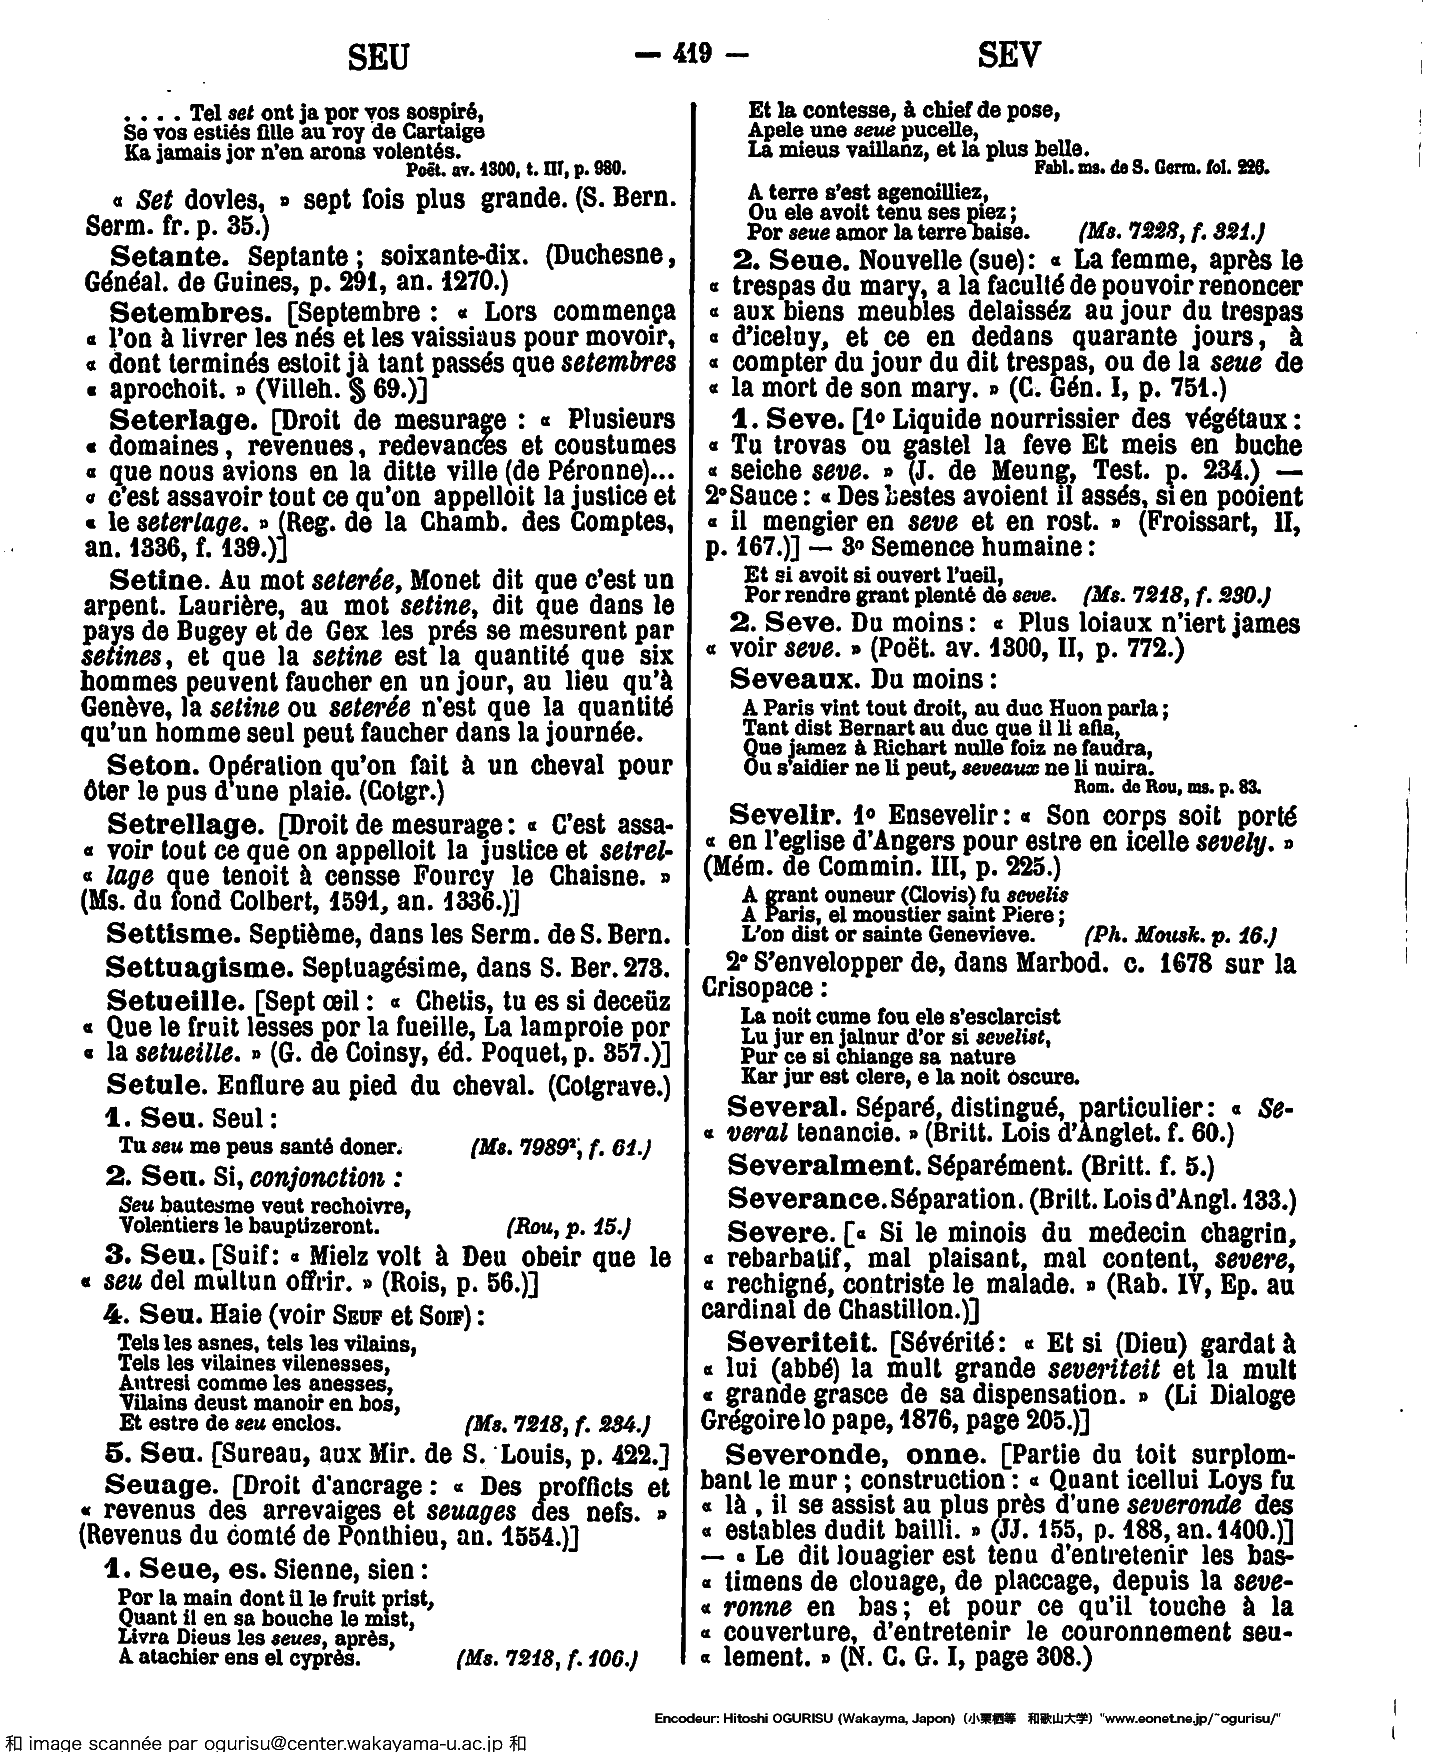 SEU — 419 — SEV
. . . . Tel set ont ja por vos sospiré,
Se vos estiés fille au roy de Cartaige
Ka jamais jor n'en arons volentés.
Poët. av. 1300, t. III, p. 980.
« Set dovles, » sept fois plus grande. (S. Bern.
Serm. fr. p. 35.)
Setante. Septante ; soixante-dix. (Duchesne,
Généal. de Guines, p. 291, an. 1270.)
Setembres. [Septembre : « Lors commença
« l'on à livrer les nés et les vaissiaus pour movoir,
« dont terminés estoit jà tant passés que setembres
« aprochoit. » (Villeh. § 69.)]
Seterlage. [Droit de mesurage : « Plusieurs
« domaines, revenues, redevances et coustumes
« que nous avions en la ditte ville (de Péronne)...
« c'est assavoir tout ce qu'on appelloit la justice et
« le seterlage. » (Reg. de la Chamb. des Comptes,
an. 1336, f. 139.)]
Setine. Au mot seterée, Monet dit que c'est un
arpent. Laurière, au mot setine, dit que dans le
pays de Bugey et de Gex les prés se mesurent par
setines, et que la setine est la quantité que six
hommes peuvent faucher en un jour, au lieu qu'à
Genève, la setine ou seterée n'est que la quantité
qu'un homme seul peut faucher dans la journée.
Seton. Opération qu'on fait à un cheval pour
ôter le pus d'une plaie. (Cotgr.)
Setrellage. [Droit de mesurage : « C'est assa-
« voir tout ce que on appelloit la justice et setrel-
« lage que tenoit à censse Fourcy le Chaisne. »
(Ms. du fond Colbert, 1591, an. 1336.)]
Settisme. Septième, dans les Serm. de S. Bern.
Settuagisme. Septuagésime, dans S. Ber. 273.
Setueille. [Sept œil : « Chetis, tu es si deceüz
« Que le fruit lesses por la fueille, La lamproie por
« la setueille. » (G. de Coinsy, éd. Poquet, p. 357.)]
Setule. Enflure au pied du cheval. (Cotgrave.)
1. Seu. Seul :
Tu seu me peus santé doner. (Ms. 7989², f. 61.)
2. Seu. Si, conjonction :
Seu bautesme veut rechoivre,
Volentiers le bauptizeront. (Rou, p. 15.)
3. Seu. [Suif : « Mielz volt à Deu obeir que le
« seu del multun offrir. » (Rois, p. 56.)]
4. Seu. Haie (voir SEUF et SOIF) :
Tels les asnes, tels les vilains,
Tels les vilaines vilenesses,
Autresi comme les anesses,
Vilains deust manoir en bos,
Et estre de seu enclos. (Ms. 7218, f. 234.)
5. Seu. [Sureau, aux Mir. de S. Louis, p. 422.]
Seuage. [Droit d'ancrage : « Des profficts et
« revenus des arrevaiges et seuages des nefs. »
(Revenus du comté de Ponthieu, an. 1554.)]
1. Seue, es. Sienne, sien :
Por la main dont il le fruit prist,
Quant il en sa bouche le mist,
Livra Dieus les seues, après,
A atachier ens el cyprès. (Ms. 7218, f. 106.)
Et la contesse, à chief de pose,
Apele une seue pucelle,
La mieus vaillanz, et la plus belle.
Fabl. ms. de S. Germ. fol. 226.
A terre s'est agenoilliez,
Ou ele avoit tenu ses piez ;
Por seue amor la terre baise. (Ms. 7228, f. 321.)
2. Seue. Nouvelle (sue) : « La femme, après le
« trespas du mary, a la faculté de pouvoir renoncer
« aux biens meubles delaisséz au jour du trespas
« d'iceluy, et ce en dedans quarante jours, à
« compter du jour du dit trespas, ou de la seue de
« la mort de son mary. » (C. Gén. I, p. 751.)
1. Seve. [1º Liquide nourrissier des végétaux :
« Tu trovas ou gastel la feve Et meis en buche
« seiche seve. » (J. de Meung, Test. p. 234.) —
2º Sauce : « Des bestes avoient il assés, si en pooient
« il mengier en seve et en rost. » (Froissart, II,
p. 167.)] — 3º Semence humaine :
Et si avoit si ouvert l'ueil,
Por rendre grant plenté de seve. (Ms. 7218, f. 230.)
2. Seve. Du moins : « Plus loiaux n'iert james
« voir seve. » (Poët. av. 1300, II, p. 772.)
Seveaux. Du moins :
A Paris vint tout droit, au duc Huon parla ;
Tant dist Bernart au duc que il li afia,
Que jamez à Richart nulle foiz ne faudra,
Ou s'aidier ne li peut, seveaux ne li nuira.
Rom. de Rou, ms. p. 83.
Sevelir. 1º Ensevelir : « Son corps soit porté
« en l'eglise d'Angers pour estre en icelle sevely. »
(Mém. de Commin. III, p. 225.)
A grant ouneur (Clovis) fu sevelis
A Paris, el moustier saint Piere ;
L'on dist or sainte Genevieve. (Ph. Mousk. p. 16.)
2º S'envelopper de, dans Marbod. c. 1678 sur la
Crisopace :
La noit cume fou ele s'esclarcist
Lu jur en jalnur d'or si sevelist,
Pur ce si chiange sa nature
Kar jur est clere, e la noit oscure.
Several. Séparé, distingué, particulier : « Se-
« veral tenancie. » (Britt. Lois d'Anglet. f. 60.)
Severalment. Séparément. (Britt. f. 5.)
Severance. Séparation. (Britt. Lois d'Angl. 133.)
Severe. [« Si le minois du medecin chagrin,
« rebarbatif, mal plaisant, mal content, severe,
« rechigné, contriste le malade. » (Rab. IV, Ep. au
cardinal de Chastillon.)]
Severiteit. [Sévérité : « Et si (Dieu) gardat à
« lui (abbé) la mult grande severiteit et la mult
« grande grasce de sa dispensation. » (Li Dialoge
Grégoire lo pape, 1876, page 205.)]
Severonde, onne. [Partie du toit surplom-
bant le mur ; construction : « Quant icellui Loys fu
« là, il se assist au plus près d'une severonde des
« estables dudit bailli. » (JJ. 155, p. 188, an. 1400.)]
— « Le dit louagier est tenu d'entretenir les bas-
« timens de clouage, de placcage, depuis la seve-
« ronne en bas ; et pour ce qu'il touche à la
« couverture, d'entretenir le couronnement seu-
« lement. » (N. C. G. I, page 308.)
Encodeur: Hitoshi OGURISU (Wakayma, Japon) (小栗栖等 和歌山大学) "www.eonet.ne.jp/~ogurisu/"
和 image scannée par ogurisu@center.wakayama-u.ac.jp 和